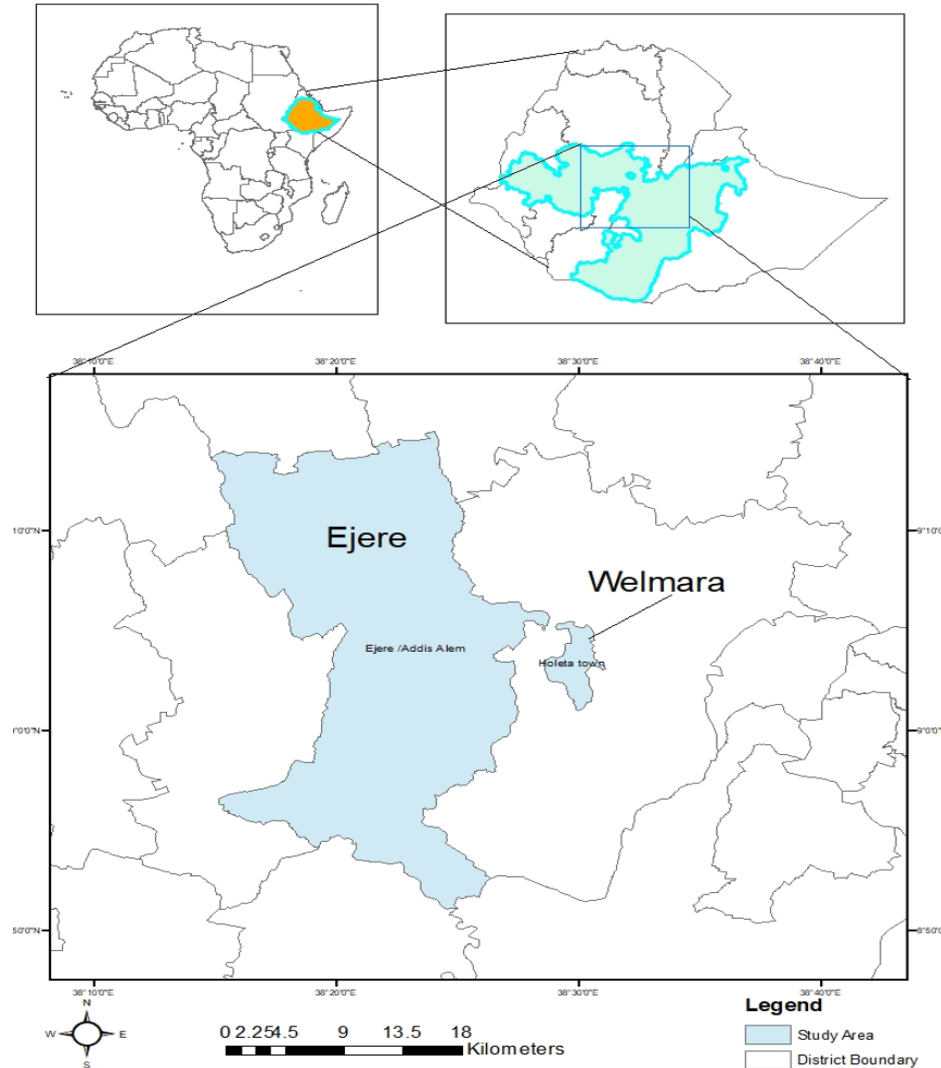 38°10'0"E 38°20'0"E 38°30'0"E 38°40'0"E
Ejere
10'0"N 9°10'0
Welmara
Ejere /Addis Alem
Holeta town
0'0"N 9°0'0
50'0"N 8°50'0
38°10'0"E 38°20'0"E 38°30'0"E 38°40'0"E
N
W E
S
0 2.254.5 9 13.5 18
Kilometers
Legend
Study Area
District Boundary